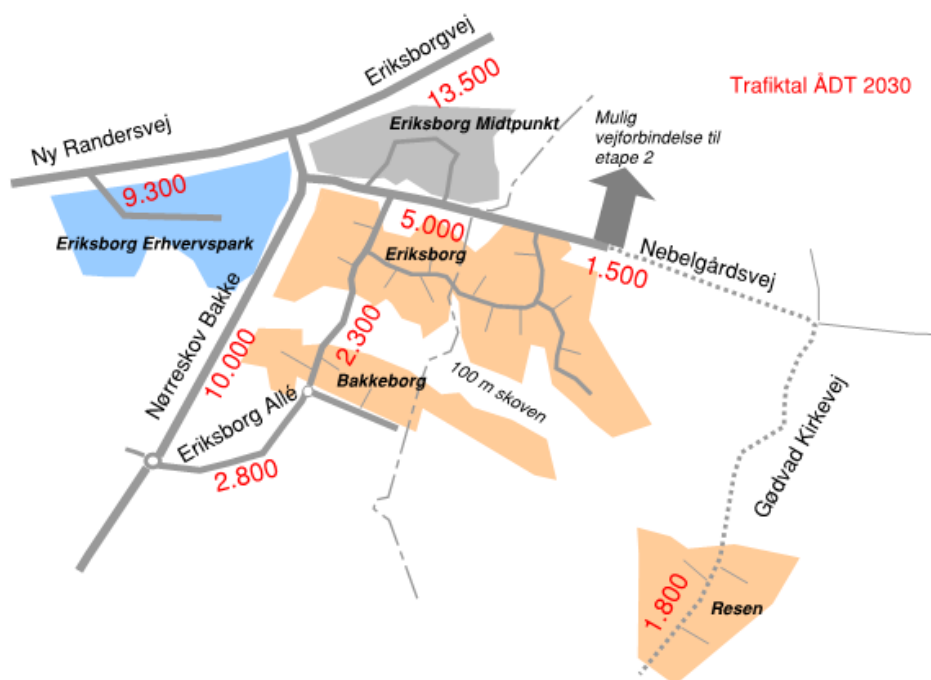 Eriksborgvej
13.500
Trafiktal ÅDT 2030
Ny Randersvej
Eriksborg Midtpunkt
Mulig
vejforbindelse til
etape 2
9.300
5.000
Eriksborg Erhvervspark
Eriksborg
Nebelgårdsvej
1.500
Nørreskov Bakke
10.000
2.300
Bakkeborg
100 m skoven
Eriksborg Allé
2.800
Gødvad Kirkevej
1.800
Resen